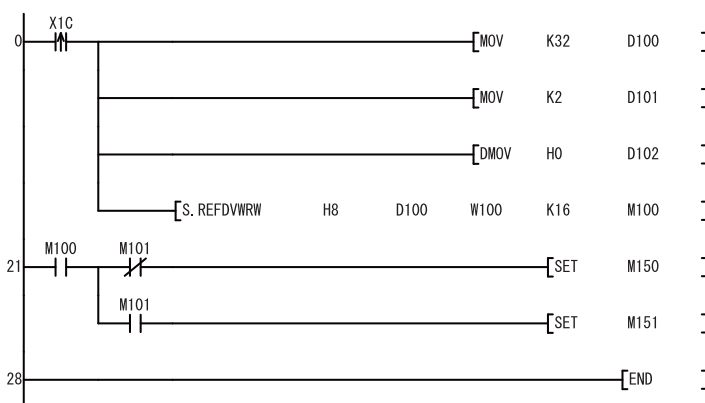 X1C
0 MOV K32 D100
MOV K2 D101
DMOV H0 D102
S.REFDVWRW H8 D100 W100 K16 M100
M100 M101
21 SET M150
M101
SET M151
28 END